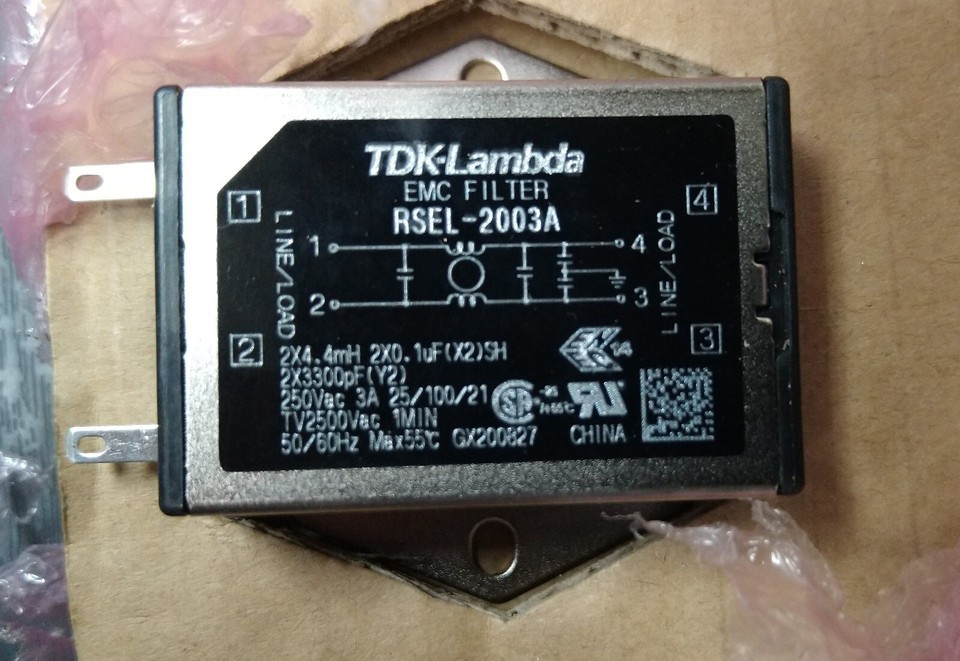 TDK-Lambda
EMC FILTER
RSEL-2003A
1
4
LINE/LOAD
LINE/LOAD
1
4
2
3
2
3
2X4.4mH 2X0.1uF(X2)SH
2X3300pF(Y2)
250Vac 3A 25/100/21
TV2500Vac 1MIN
50/60Hz Max55℃ GX200827
14
CHINA